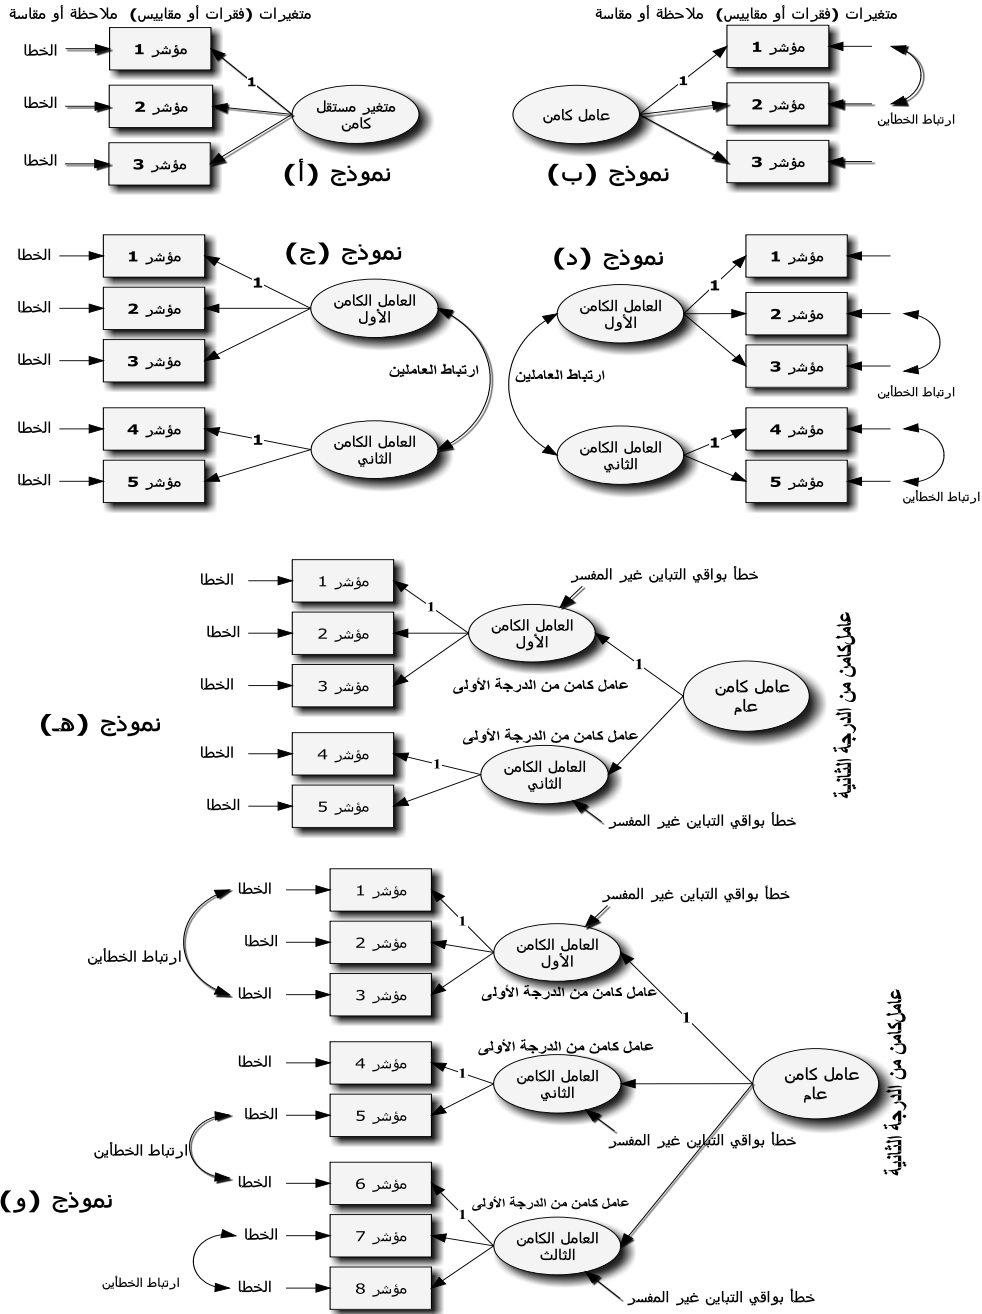 متغيرات (فقرات أو مقاييس) ملاحظة أو مقاسة
متغيرات (فقرات أو مقاييس) ملاحظة أو مقاسة
مؤشر 1
1
عامل كامن
مؤشر 2
ارتباط الخطأين
مؤشر 3
نموذج (ب)
الخطا
مؤشر 1
1
متغير مستقل
كامن
الخطا
مؤشر 2
الخطا
مؤشر 3
نموذج (أ)
نموذج (د)
مؤشر 1
1
العامل الكامن
الأول
مؤشر 2
مؤشر 3
ارتباط الخطأين
ارتباط العاملين
العامل الكامن
الثاني
1
مؤشر 4
مؤشر 5
ارتباط الخطأين
نموذج (ج)
الخطا
مؤشر 1
1
العامل الكامن
الأول
الخطا
مؤشر 2
الخطا
مؤشر 3
ارتباط العاملين
الخطا
مؤشر 4
1
العامل الكامن
الثاني
الخطا
مؤشر 5
خطأ بواقي التباين غير المفسر
الخطا
مؤشر 1
1
العامل الكامن
الأول
الخطا
مؤشر 2
الخطا
مؤشر 3
عامل كامن من الدرجة الأولى
1
عامل كامن
عام
عامل كامن من الدرجة الثانية
نموذج (هـ)
عامل كامن من الدرجة الأولى
الخطا
مؤشر 4
1
العامل الكامن
الثاني
الخطا
مؤشر 5
خطأ بواقي التباين غير المفسر
خطأ بواقي التباين غير المفسر
الخطا
مؤشر 1
1
العامل الكامن
الأول
الخطا
مؤشر 2
ارتباط الخطأين
الخطا
مؤشر 3
عامل كامن من الدرجة الأولى
1
عامل كامن من الدرجة الأولى
الخطا
مؤشر 4
1
العامل الكامن
الثاني
عامل كامن
عام
عامل كامن من الدرجة الثانية
الخطا
مؤشر 5
خطأ بواقي التباين غير المفسر
ارتباط الخطأين
الخطا
مؤشر 6
عامل كامن من الدرجة الأولى
نموذج (و)
1
العامل الكامن
الثالث
الخطا
مؤشر 7
ارتباط الخطأين
الخطا
مؤشر 8
خطأ بواقي التباين غير المفسر